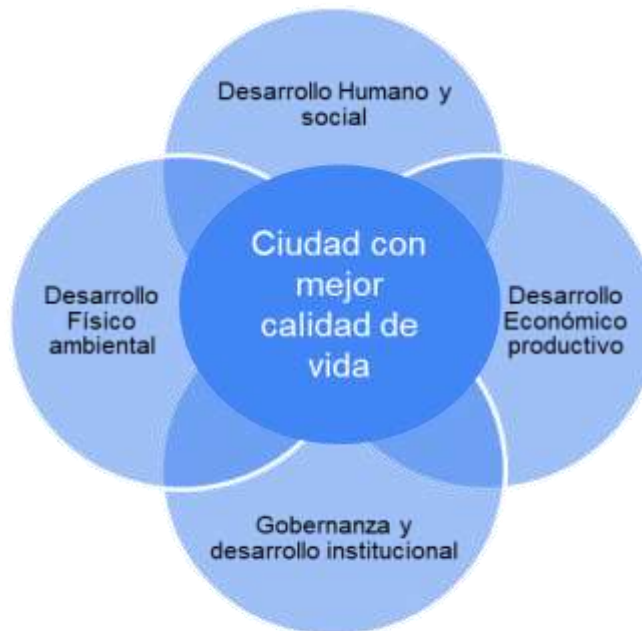 Desarrollo Humano y
social
Ciudad con
mejor
calidad de
vida
Desarrollo
Físico
ambiental
Desarrollo
Económico
productivo
Gobernanza y
desarrollo institucional